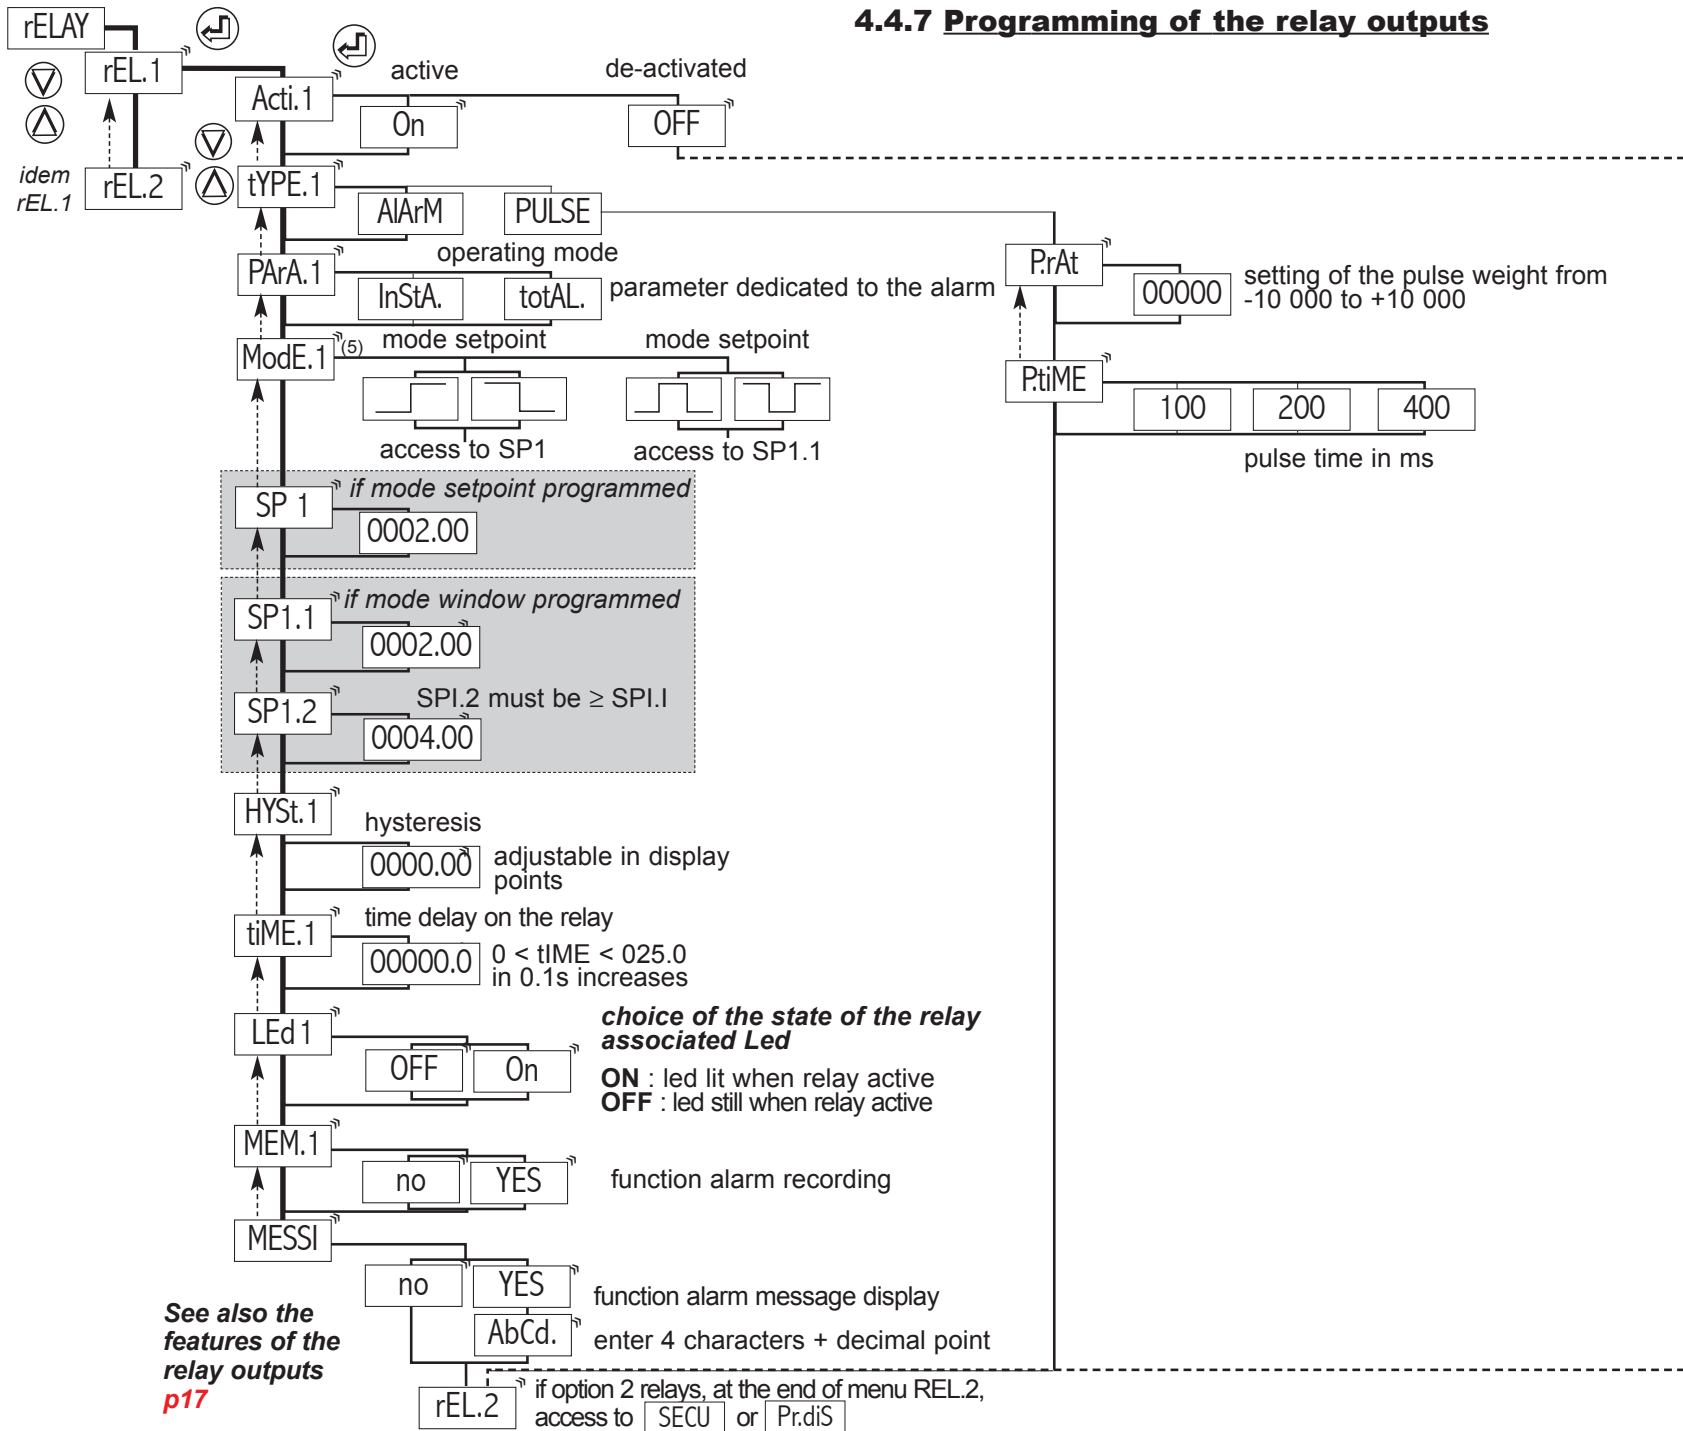 4.4.7 Programming of the relay outputs
rELAY
rEL.1
idem
rEL.1
rEL.2
Acti.1
active
de-activated
On
OFF
tYPE.1
AlArM
PULSE
operating mode
PArA.1
InStA.
totAL.
parameter dedicated to the alarm
P.rAt
00000
setting of the pulse weight from
-10 000 to +10 000
ModE.1
(5)
mode setpoint
mode setpoint
access to SP1
access to SP1.1
P.tiME
100
200
400
pulse time in ms
SP 1
if mode setpoint programmed
0002.00
SP1.1
if mode window programmed
0002.00
SP1.2
SPI.2 must be ≥ SPI.I
0004.00
HYSt.1
hysteresis
0000.00
adjustable in display
points
tiME.1
time delay on the relay
00000.0
0 < tIME < 025.0
in 0.1s increases
LEd 1
OFF
On
choice of the state of the relay
associated Led
ON : led lit when relay active
OFF : led still when relay active
MEM.1
no
YES
function alarm recording
MESSI
no
YES
function alarm message display
AbCd.
enter 4 characters + decimal point
See also the
features of the
relay outputs
p17
rEL.2
if option 2 relays, at the end of menu REL.2,
access to SECU or Pr.diS